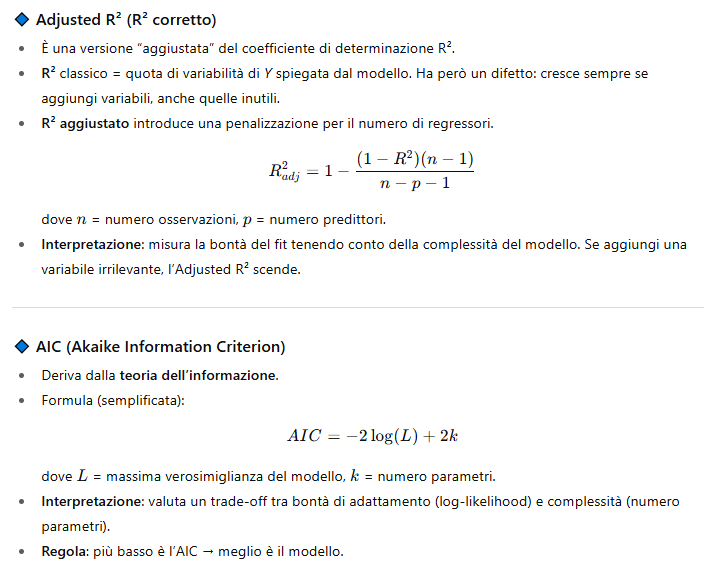 Adjusted R² (R² corretto)
• È una versione "aggiustata" del coefficiente di determinazione R².
• R² classico = quota di variabilità di Y spiegata dal modello. Ha però un difetto: cresce sempre se
aggiungi variabili, anche quelle inutili.
• R² aggiustato introduce una penalizzazione per il numero di regressori.
R²_adj = 1 − (1 − R²)(n − 1) / (n − p − 1)
dove n = numero osservazioni, p = numero predittori.
• Interpretazione: misura la bontà del fit tenendo conto della complessità del modello. Se aggiungi una
variabile irrilevante, l'Adjusted R² scende.
AIC (Akaike Information Criterion)
• Deriva dalla teoria dell'informazione.
• Formula (semplificata):
AIC = −2 log(L) + 2k
dove L = massima verosimiglianza del modello, k = numero parametri.
• Interpretazione: valuta un trade-off tra bontà di adattamento (log-likelihood) e complessità (numero
parametri).
• Regola: più basso è l'AIC → meglio è il modello.